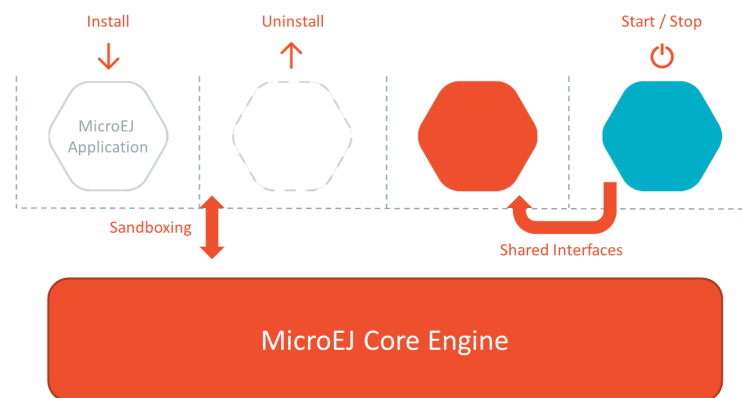 Install
Uninstall
Start / Stop
MicroEJ
Application
Sandboxing
Shared Interfaces
MicroEJ Core Engine